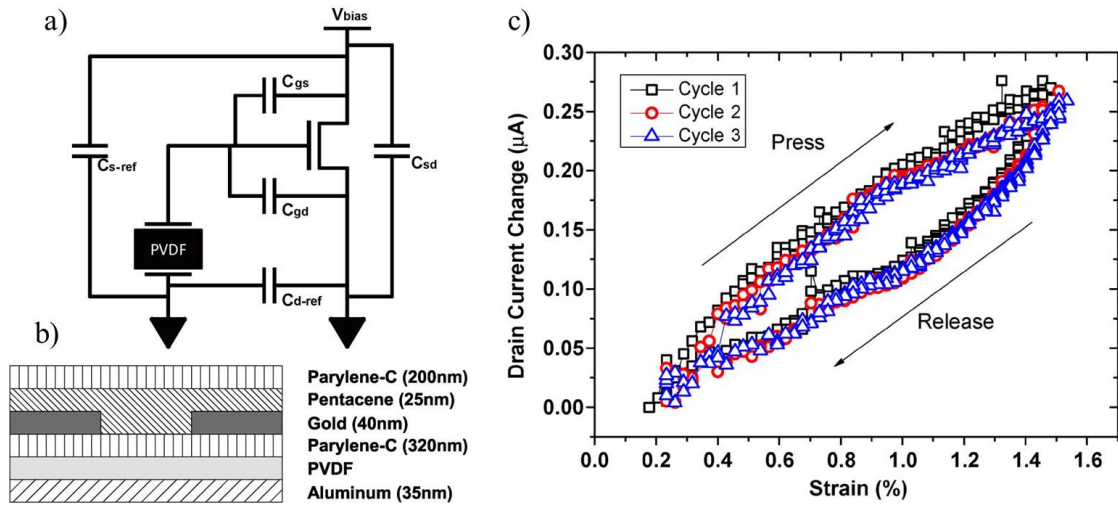 a)
Vbias
Cgs
Cs-ref
Csd
Cgd
PVDF
Cd-ref
b)
Parylene-C (200nm)
Pentacene (25nm)
Gold (40nm)
Parylene-C (320nm)
PVDF
Aluminum (35nm)
c)
0.30
0.25
0.20
0.15
0.10
0.05
0.00
Drain Current Change (µA)
Cycle 1
Cycle 2
Cycle 3
Press
Release
0.0 0.2 0.4 0.6 0.8 1.0 1.2 1.4 1.6
Strain (%)